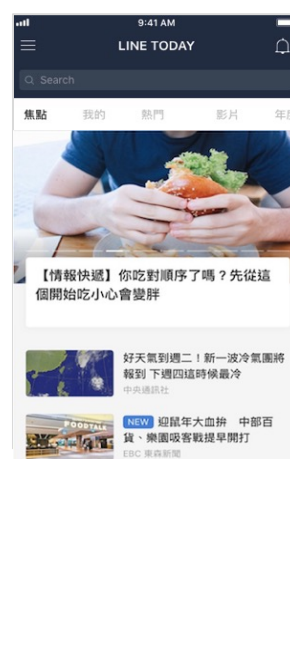 9:41 AM
LINE TODAY
Search
焦點 我的 熱門 影片 年
【情報快遞】你吃對順序了嗎？先從這
個開始吃小心會變胖
好天氣到週二！新一波冷氣團將
報到 下週四這時候最冷
中央通訊社
FOODTALK
NEW 迎鼠年大血拚 中部百
貨、樂園吸客戰提早開打
EBC 東森新聞